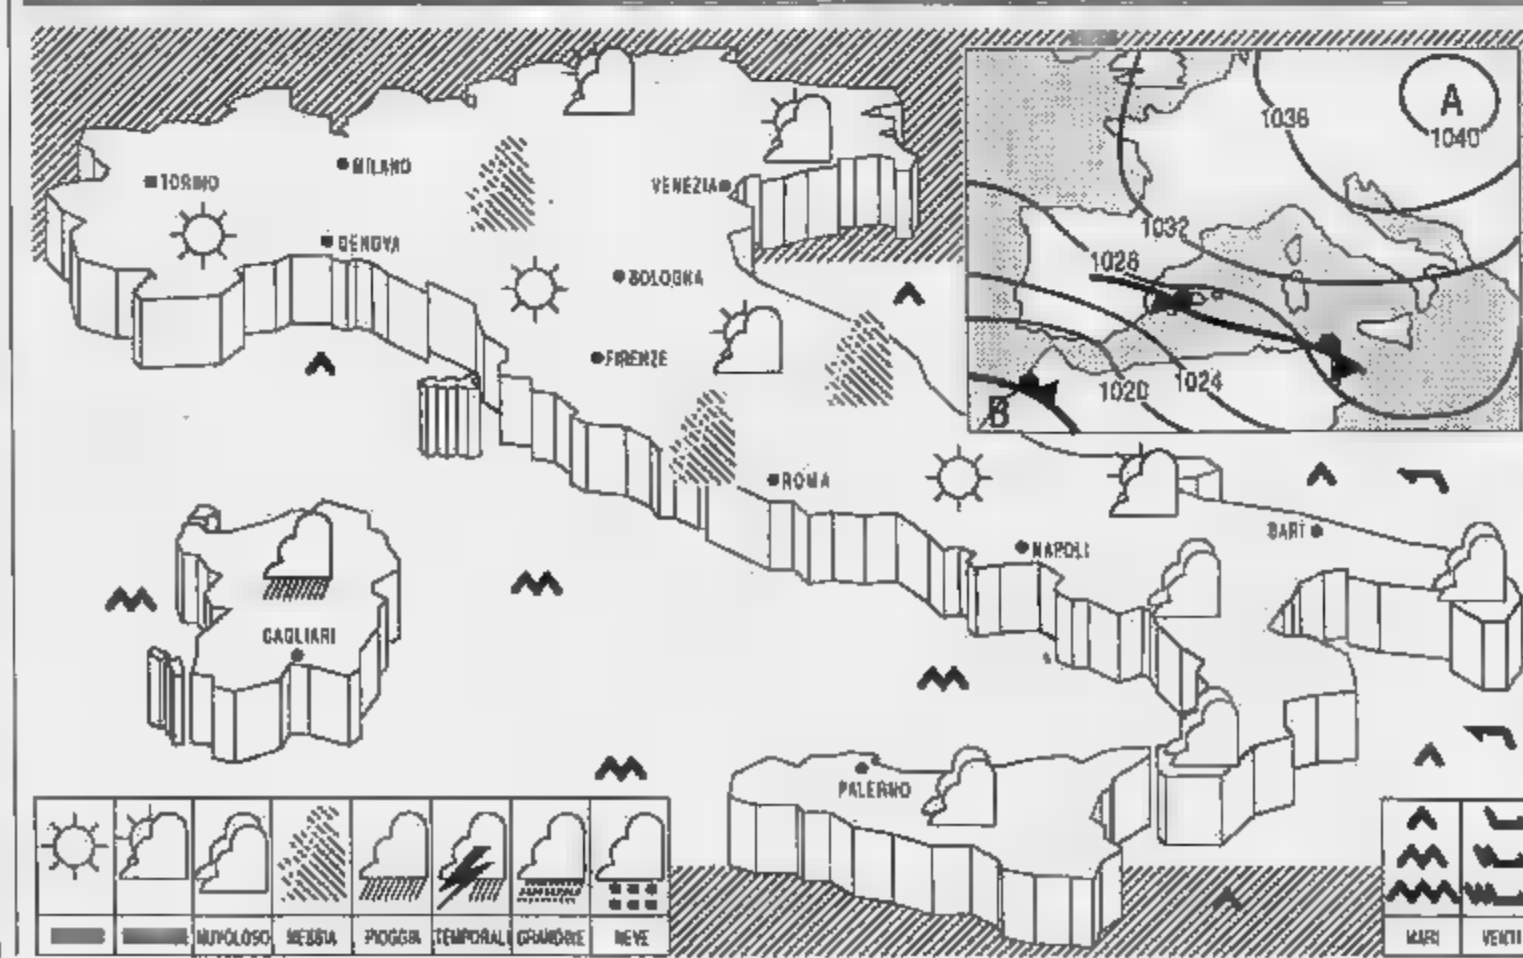 A
1036
1040
MILANO
TORINO
VENEZIA
GENOVA
1032
1028
BOLOGNA
FIRENZE
1020
1024
B
ROMA
BARI
NAPOLI
CAGLIARI
PALERMO
NUVOLOSO NEBBIA PIOGGIA TEMPORALI GRANDINE NEVE
MARI VENTI